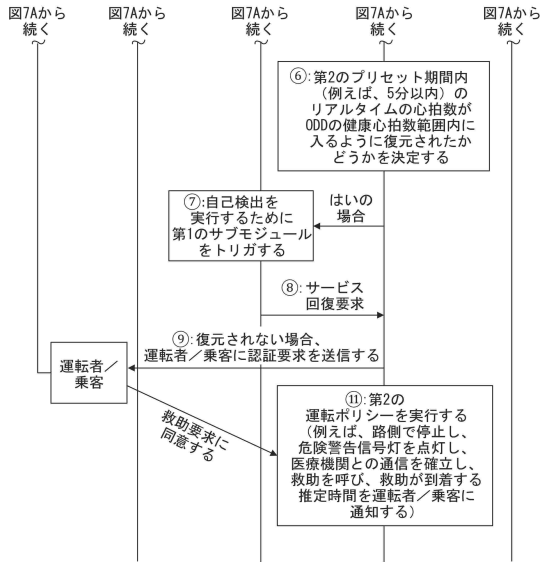 図7Aから
続く
図7Aから
続く
図7Aから
続く
図7Aから
続く
図7Aから
続く
⑥:第2のプリセット期間内
(例えば、5分以内)の
リアルタイムの心拍数が
ODDの健康心拍数範囲内に
入るように復元されたか
どうかを決定する
はいの
場合
⑦:自己検出を
実行するために
第1のサブモジュール
をトリガする
⑧:サービス
回復要求
⑨:復元されない場合、
運転者/乗客に認証要求を送信する
運転者/
乗客
救助要求に
同意する
⑪:第2の
運転ポリシーを実行する
(例えば、路側で停止し、
危険警告信号灯を点灯し、
医療機関との通信を確立し、
救助を呼び、救助が到着する
推定時間を運転者/乗客に
通知する)